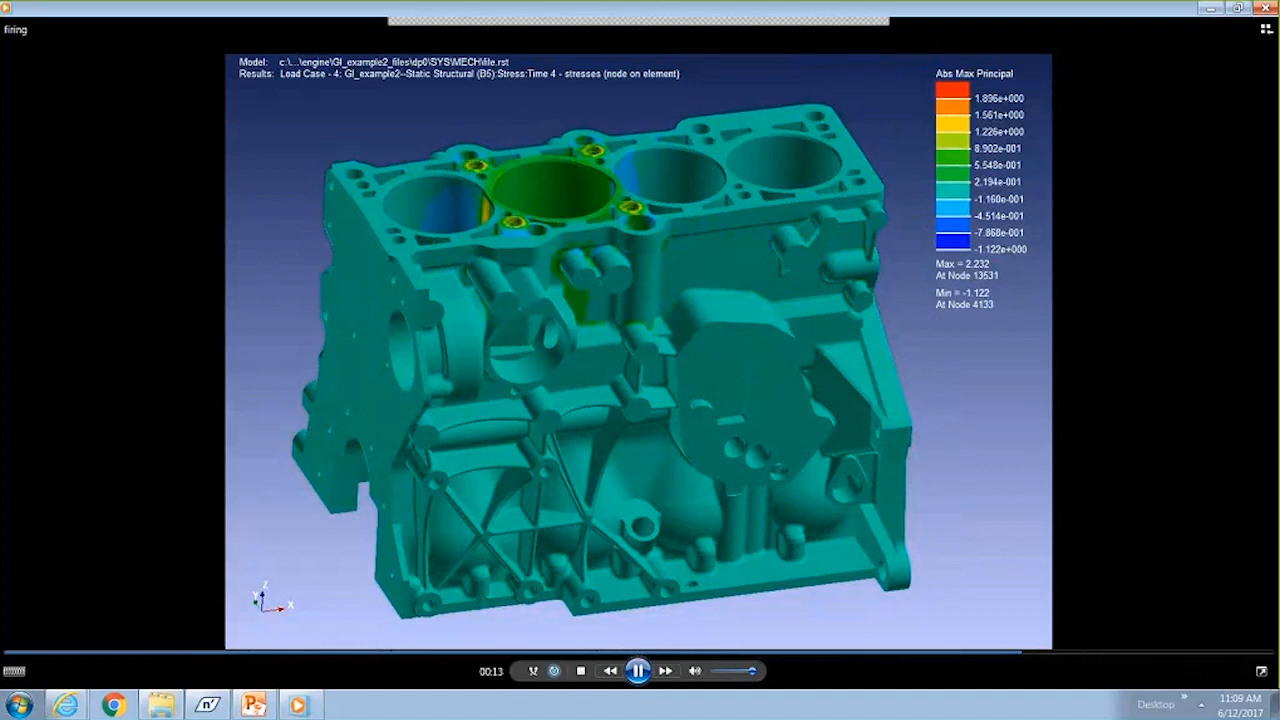 firing
Model: c:\...\engine\GI_example2_files\dp0\SYS\MECH\file.rst
Results: Load Case - 4: GI_example2--Static Structural (B5):Stress:Time 4 - stresses (node on element)
Abs Max Principal
1.896e+000
1.561e+000
1.226e+000
8.902e-001
5.548e-001
2.194e-001
-1.160e-001
-4.514e-001
-7.868e-001
-1.122e+000
Max = 2.232
At Node 13531
Min = -1.122
At Node 4133
Z
Y
X
00:13
Desktop
11:09 AM
6/12/2017